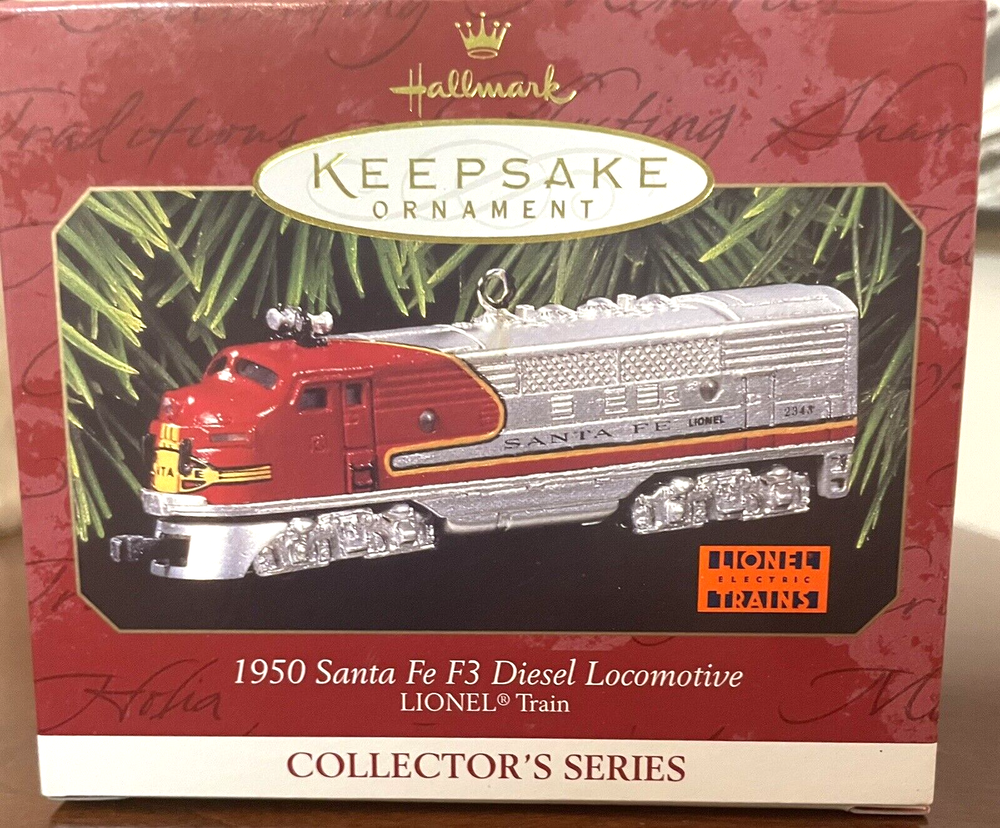 Hallmark
KEEPSAKE
ORNAMENT
Traditions
SANTA FE LIONEL
2343
LIONEL
ELECTRIC
TRAINS
1950 Santa Fe F3 Diesel Locomotive
LIONEL® Train
COLLECTOR'S SERIES